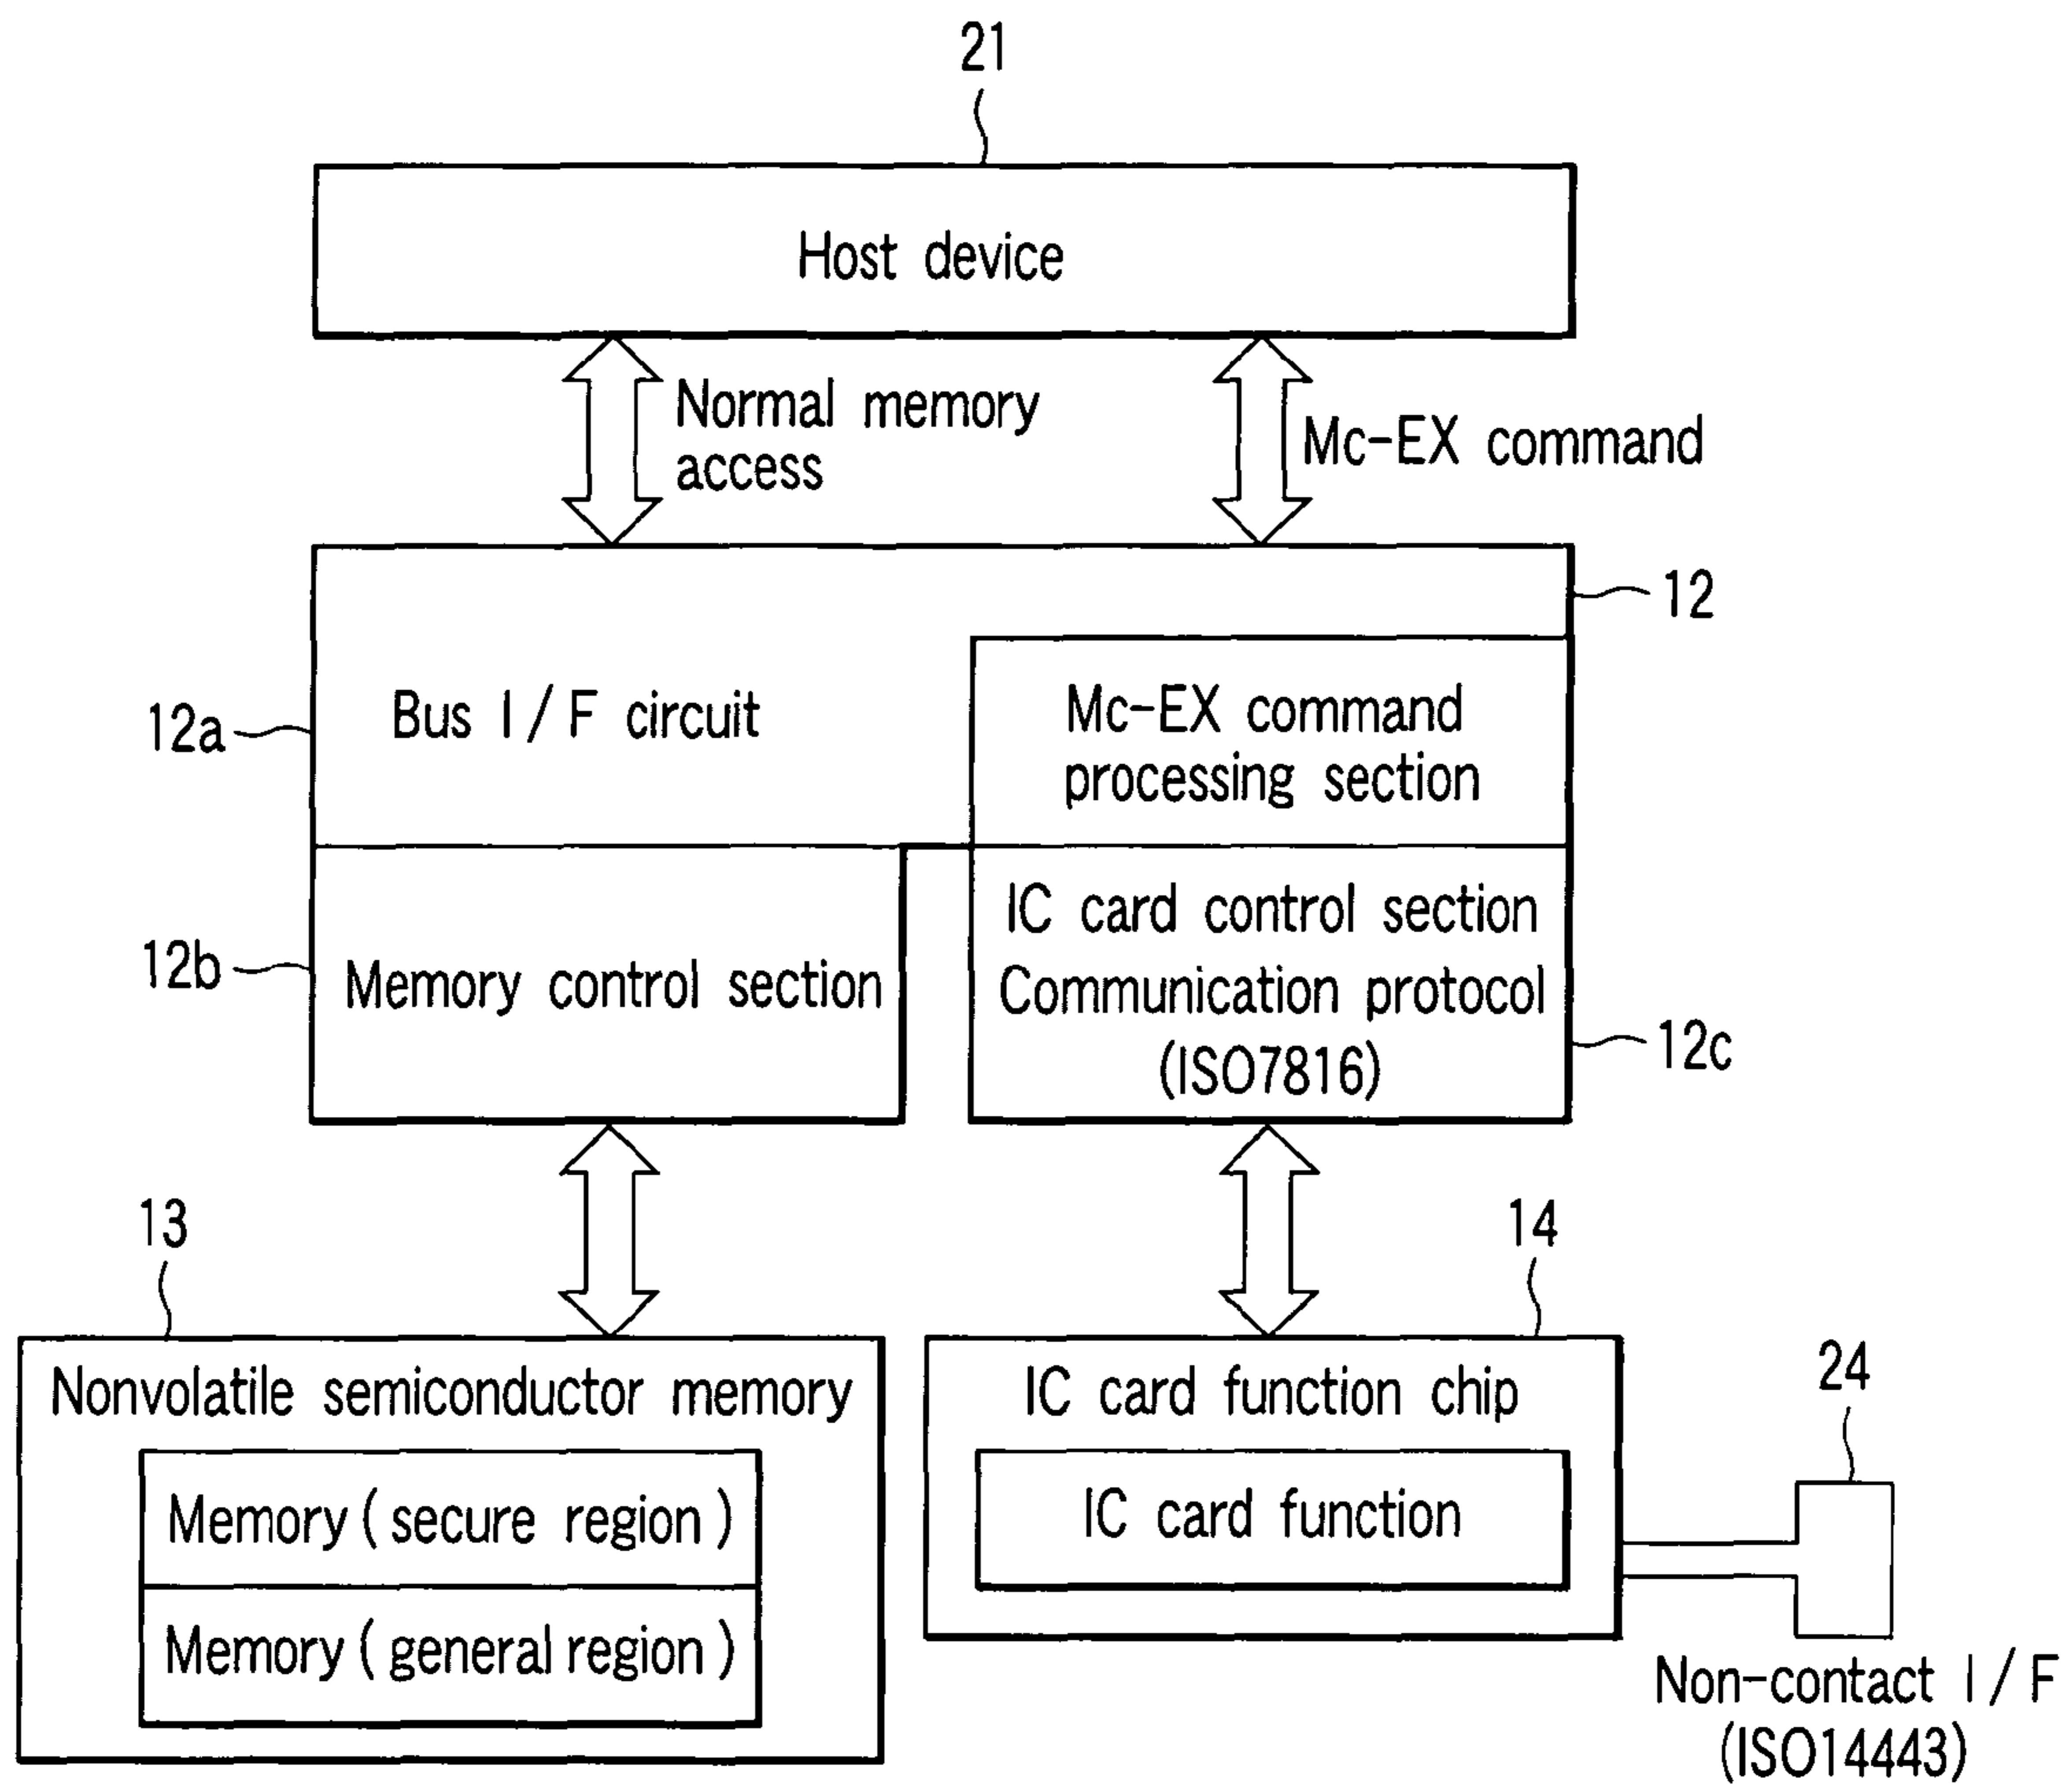 21
Host device
Normal memory
access
Mc-EX command
12
12a
Bus I/F circuit
Mc-EX command
processing section
12b
Memory control section
IC card control section
Communication protocol
(ISO7816)
12c
13
14
Nonvolatile semiconductor memory
Memory (secure region)
Memory (general region)
IC card function chip
IC card function
24
Non-contact I/F
(ISO14443)